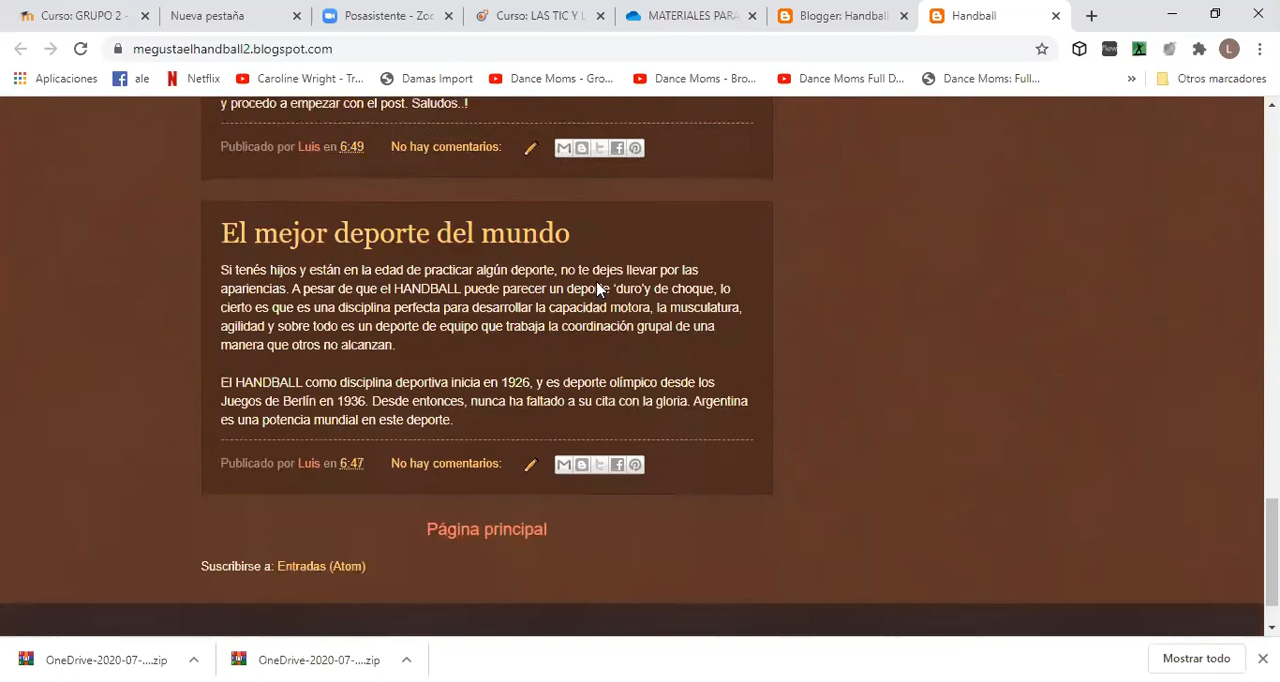 Curso: GRUPO 2 -
Nueva pestaña
Posasistente - Zoo
Curso: LAS TIC Y L
MATERIALES PARA
Blogger: Handball
Handball
megustaelhandball2.blogspot.com
L
Aplicaciones
ale
Netflix
Caroline Wright - Tr...
Damas Import
Dance Moms - Gro...
Dance Moms - Bro...
Dance Moms Full D...
Dance Moms: Full...
»
Otros marcadores
y procedo a empezar con el post. Saludos..!
Publicado por Luis en 6:49 No hay comentarios:
El mejor deporte del mundo
Si tenés hijos y están en la edad de practicar algún deporte, no te dejes llevar por las
apariencias. A pesar de que el HANDBALL puede parecer un deporte 'duro'y de choque, lo
cierto es que es una disciplina perfecta para desarrollar la capacidad motora, la musculatura,
agilidad y sobre todo es un deporte de equipo que trabaja la coordinación grupal de una
manera que otros no alcanzan.
El HANDBALL como disciplina deportiva inicia en 1926, y es deporte olímpico desde los
Juegos de Berlín en 1936. Desde entonces, nunca ha faltado a su cita con la gloria. Argentina
es una potencia mundial en este deporte.
Publicado por Luis en 6:47 No hay comentarios:
Página principal
Suscribirse a: Entradas (Atom)
OneDrive-2020-07-....zip
OneDrive-2020-07-....zip
Mostrar todo